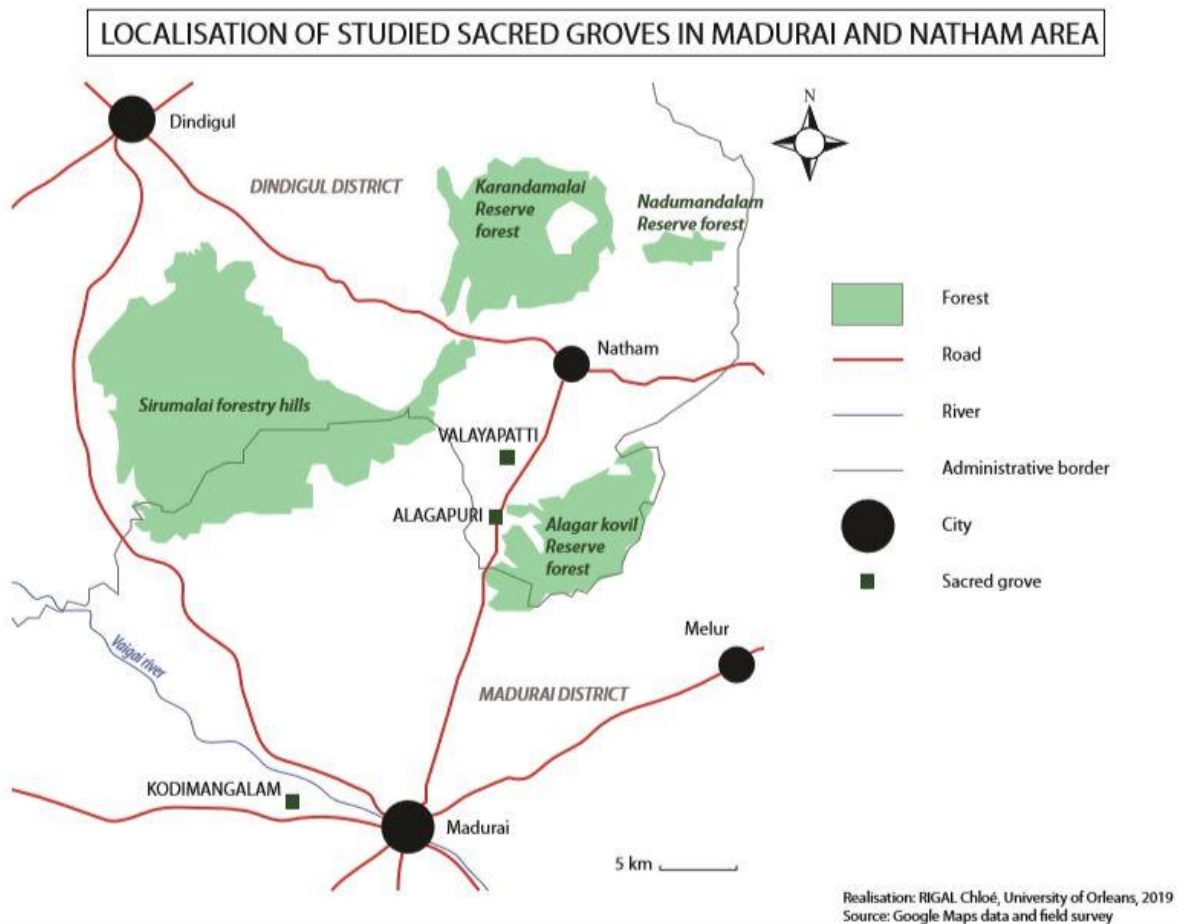 LOCALISATION OF STUDIED SACRED GROVES IN MADURAI AND NATHAM AREA
N
Dindigul
DINDIGUL DISTRICT
Karandamalai
Reserve
forest
Nadumandalam
Reserve forest
Forest
Natham
Road
Sirumalai forestry hills
River
VALAYAPATTI
Administrative border
ALAGAPURI
Alagar kovil
Reserve
forest
City
Sacred grove
Melur
Vaigai river
MADURAI DISTRICT
KODIMANGALAM
Madurai
5 km
Realisation: RIGAL Chloé, University of Orleans, 2019
Source: Google Maps data and field survey